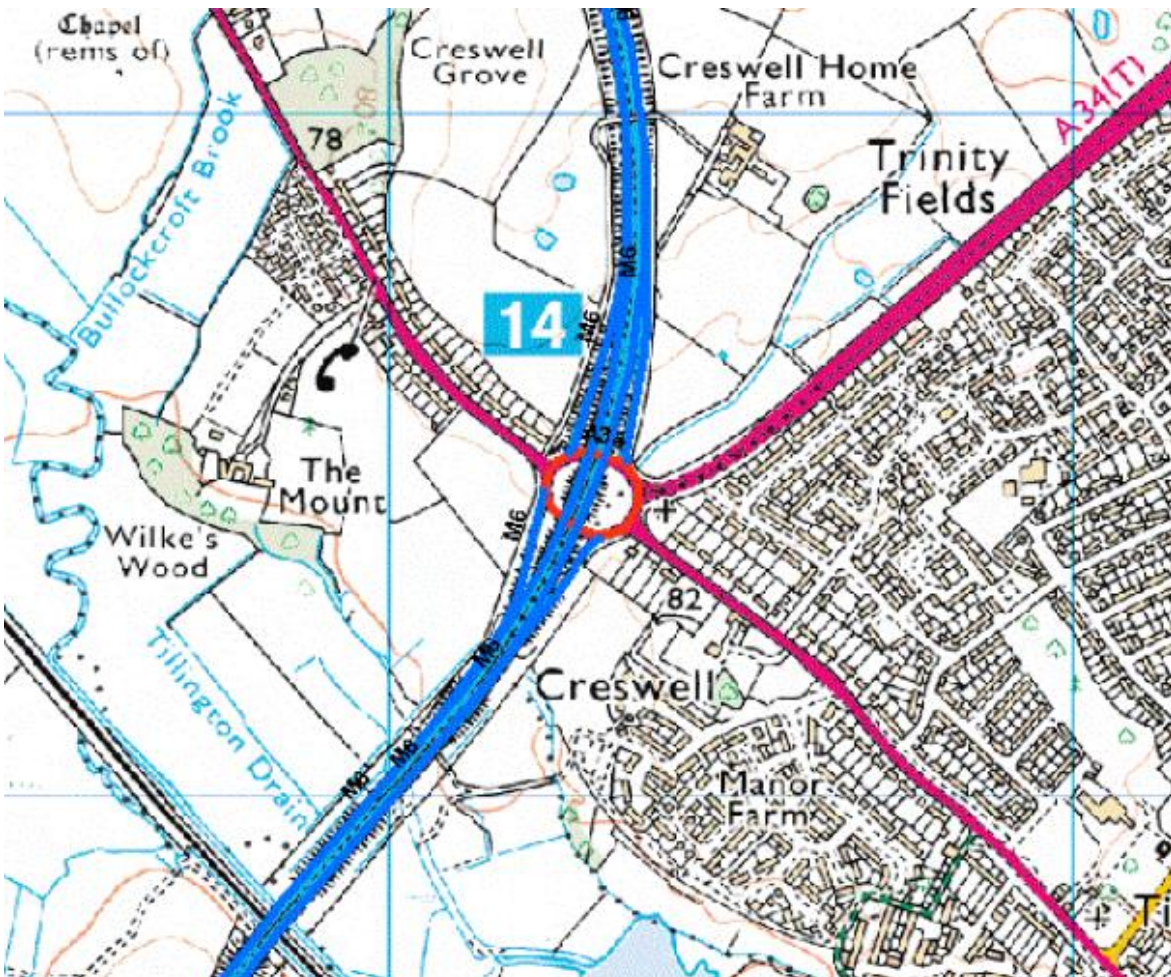 Chapel
(rems of)
Creswell
Grove
Creswell Home
Farm
A34(T)
Trinity
Fields
78
80
Bullockcroft Brook
M6
M6
14
The
Mount
M6
Wilke's
Wood
82
Tillington Drain
M6
Creswell
M6
M6
Manor
Farm